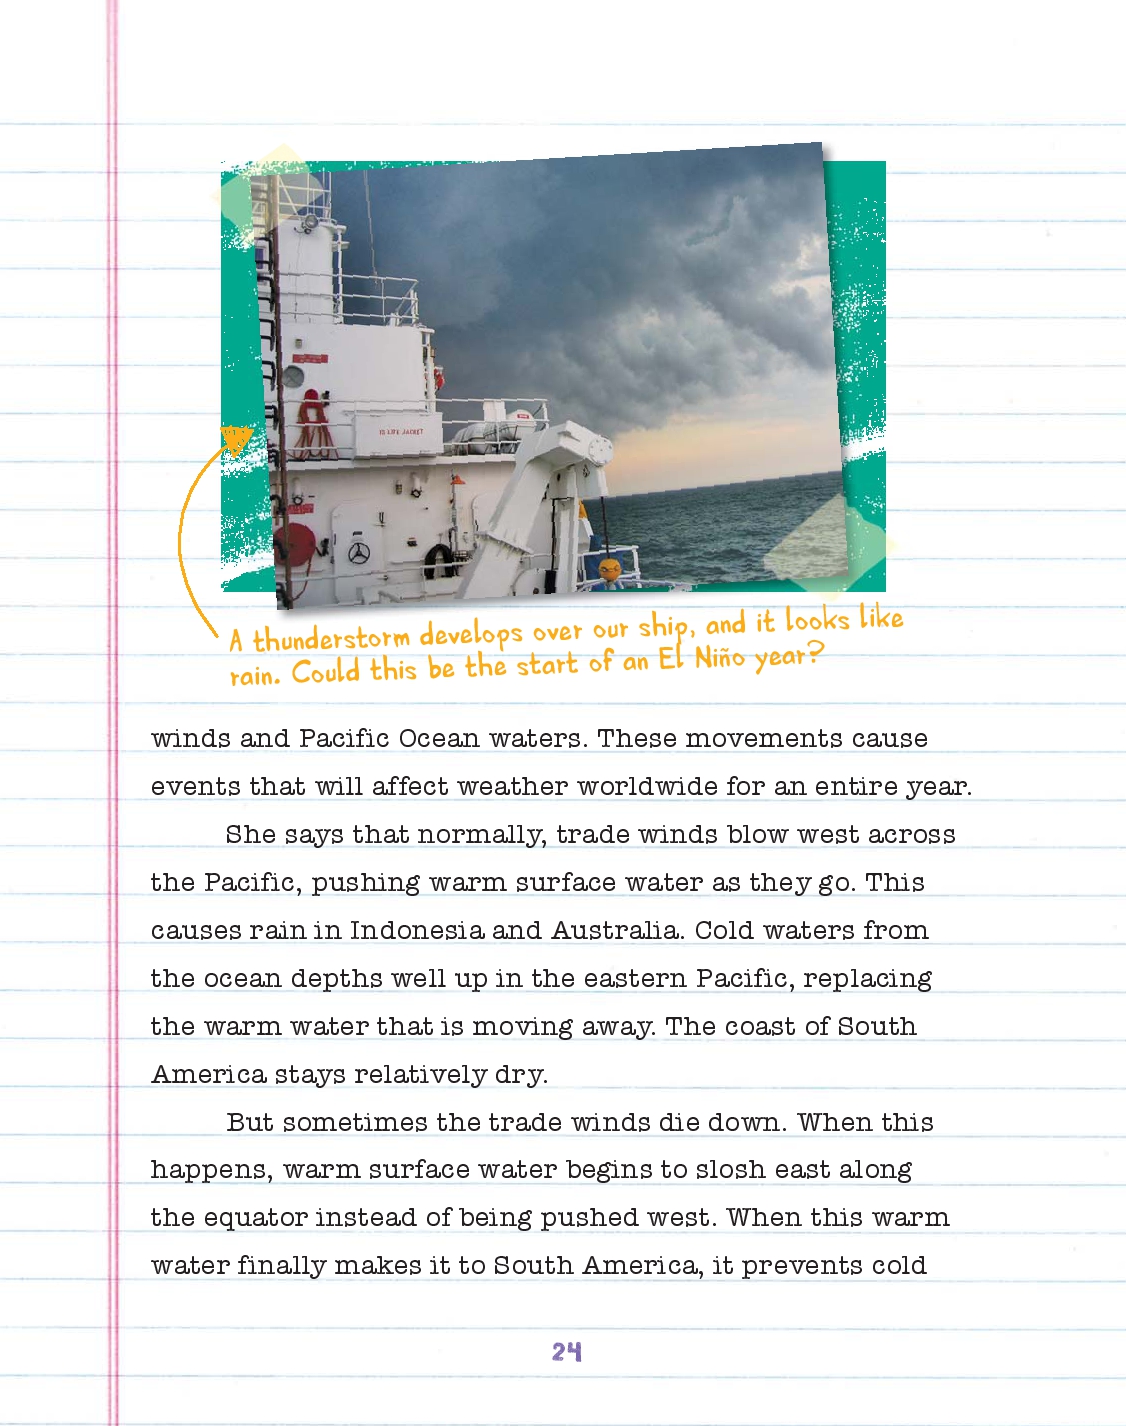 15 LIFE JACKET
A thunderstorm develops over our ship, and it looks like
rain. Could this be the start of an El Niño year?
winds and Pacific Ocean waters. These movements cause
events that will affect weather worldwide for an entire year.
She says that normally, trade winds blow west across
the Pacific, pushing warm surface water as they go. This
causes rain in Indonesia and Australia. Cold waters from
the ocean depths well up in the eastern Pacific, replacing
the warm water that is moving away. The coast of South
America stays relatively dry.
But sometimes the trade winds die down. When this
happens, warm surface water begins to slosh east along
the equator instead of being pushed west. When this warm
water finally makes it to South America, it prevents cold
24